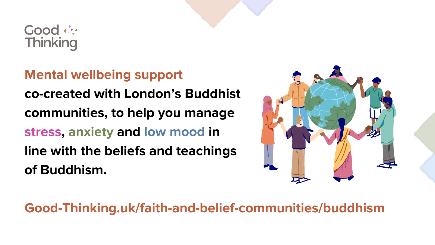 Good
Thinking
Mental wellbeing support
co-created with London's Buddhist
communities, to help you manage
stress, anxiety and low mood in
line with the beliefs and teachings
of Buddhism.
Good-Thinking.uk/faith-and-belief-communities/buddhism